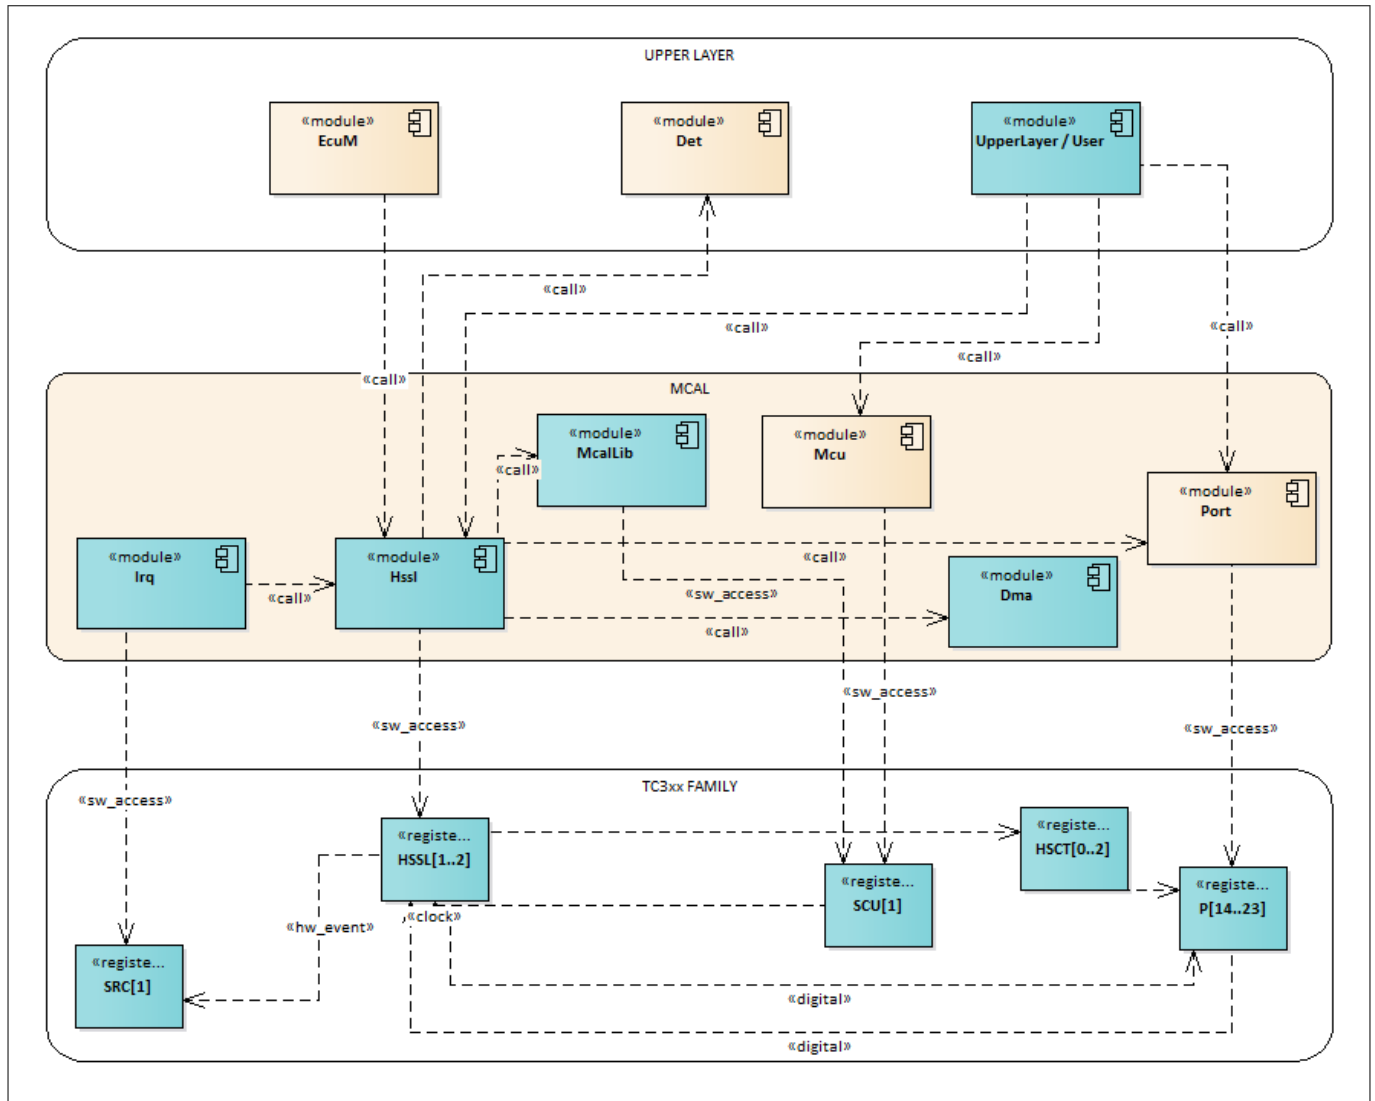 UPPER LAYER
«module»
EcuM
«module»
Det
«module»
UpperLayer / User
«call»
«call»
«call»
«call»
«call»
MCAL
«module»
McalLib
«module»
Mcu
«call»
«module»
Port
«module»
Irq
«module»
Hssl
«call»
«module»
Dma
«call»
«sw_access»
«call»
«sw_access»
«sw_access»
«sw_access»
TC3xx FAMILY
«sw_access»
«registe...
HSSL[1..2]
«registe...
HSCT[0..2]
«registe...
SCU[1]
«registe...
P[14..23]
«clock»
«hw_event»
«registe...
SRC[1]
«digital»
«digital»